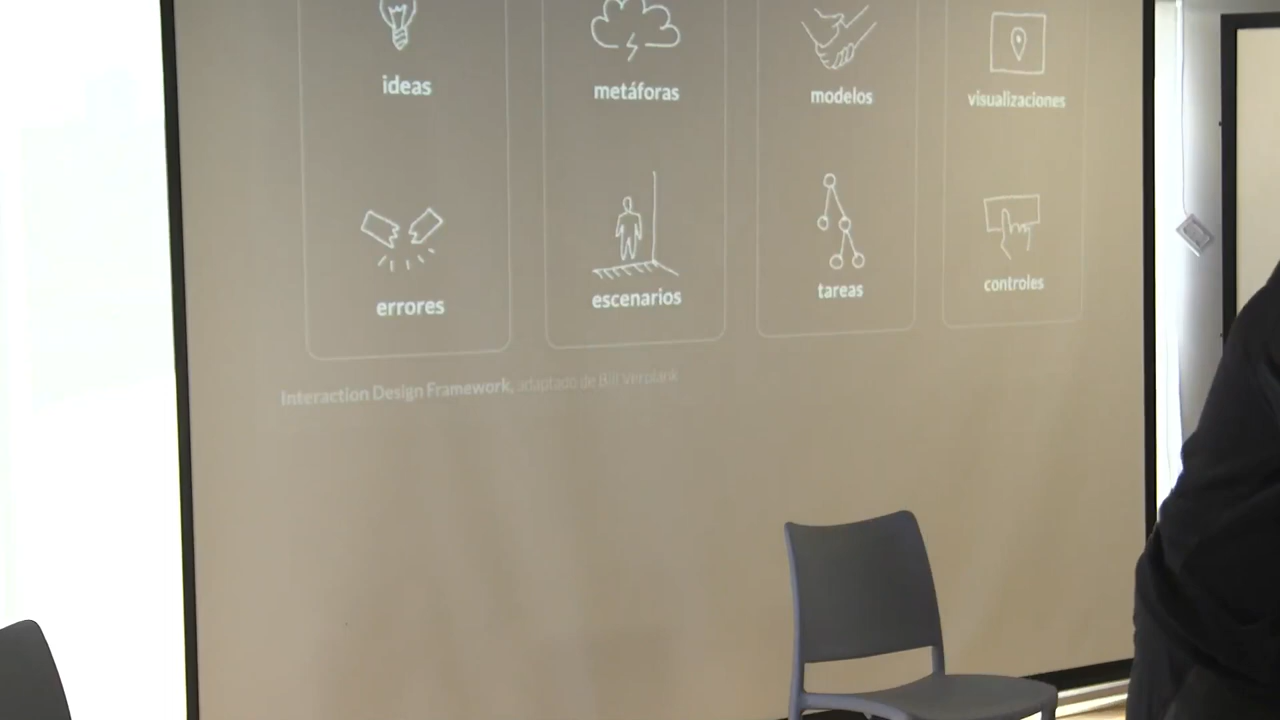 ideas
metáforas
modelos
visualizaciones
errores
escenarios
tareas
controles
Interaction Design Framework, adaptado de Bill Verplank